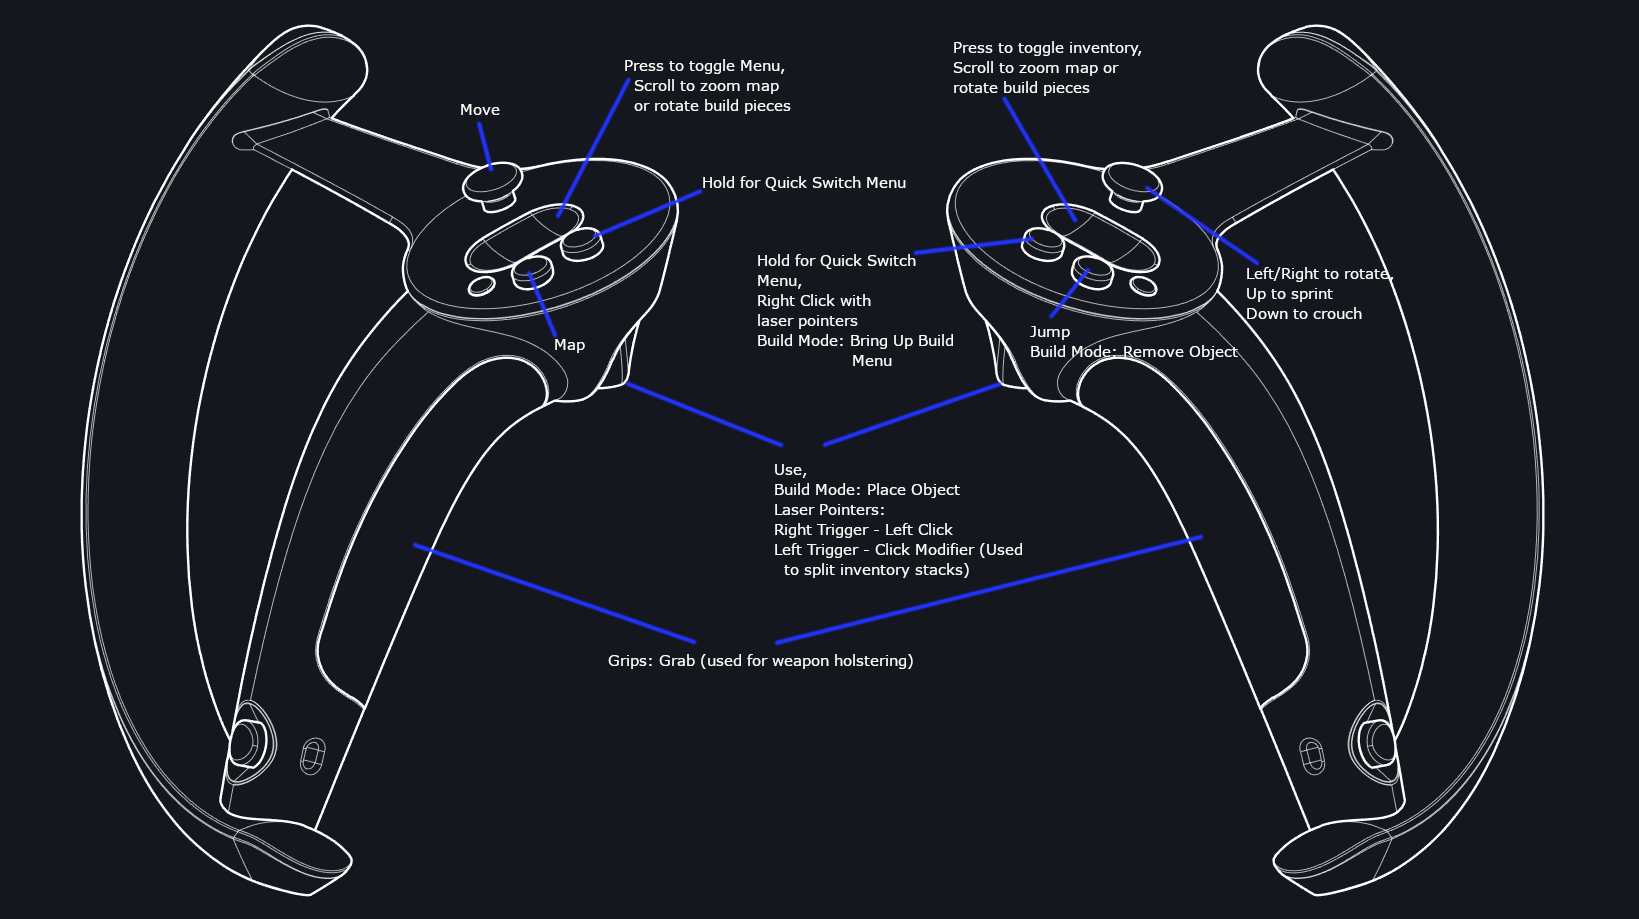 Press to toggle inventory,
Scroll to zoom map or
rotate build pieces
Press to toggle Menu,
Scroll to zoom map
or rotate build pieces
Move
Hold for Quick Switch Menu
Hold for Quick Switch
Menu,
Right Click with
laser pointers
Build Mode: Bring Up Build
Menu
Left/Right to rotate,
Up to sprint
Down to crouch
Jump
Build Mode: Remove Object
Map
Use,
Build Mode: Place Object
Laser Pointers:
Right Trigger - Left Click
Left Trigger - Click Modifier (Used
to split inventory stacks)
Grips: Grab (used for weapon holstering)